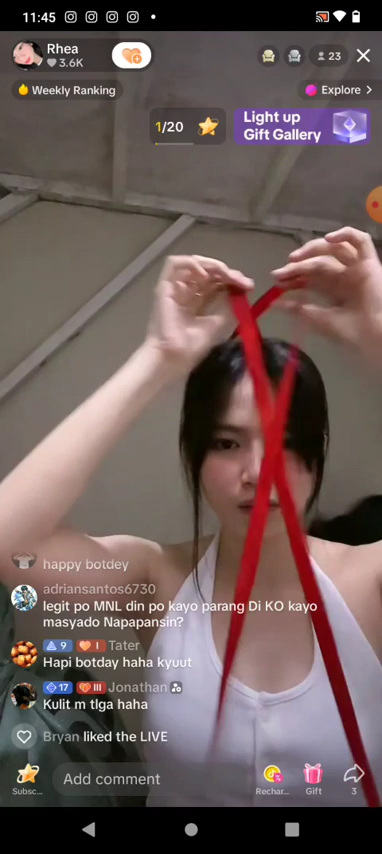 11:45
Rhea
3.6K
23
Weekly Ranking
Explore >
1/20
Light up
Gift Gallery
happy botdey
adriansantos6730
legit po MNL din po kayo parang Di KO kayo
masyado Napapansin?
9 I Tater
Hapi botday haha kyuut
17 III Jonathan
Kulit m tlga haha
Bryan liked the LIVE
Subsc...
Add comment
Rechar...
Gift
3